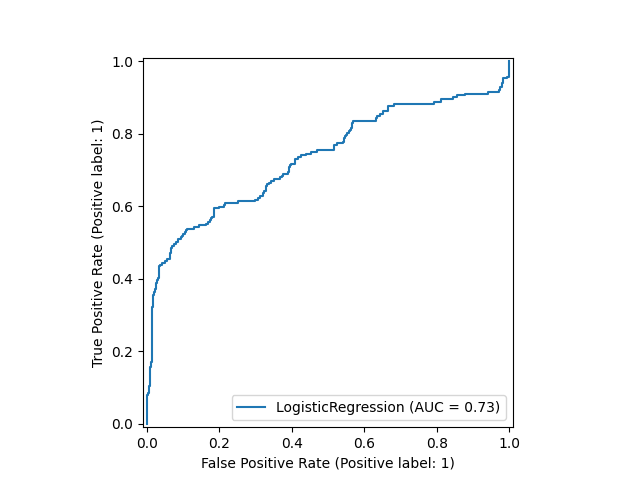 1.0
0.8
0.6
0.4
0.2
0.0
True Positive Rate (Positive label: 1)
LogisticRegression (AUC = 0.73)
0.0 0.2 0.4 0.6 0.8 1.0
False Positive Rate (Positive label: 1)